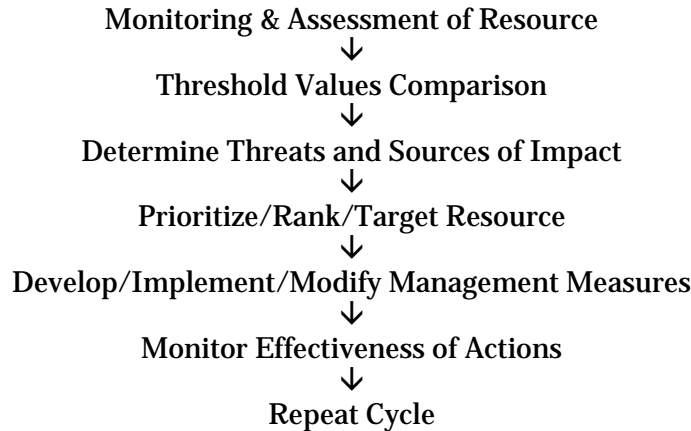 Monitoring & Assessment of Resource
↓
Threshold Values Comparison
↓
Determine Threats and Sources of Impact
↓
Prioritize/Rank/Target Resource
↓
Develop/Implement/Modify Management Measures
↓
Monitor Effectiveness of Actions
↓
Repeat Cycle